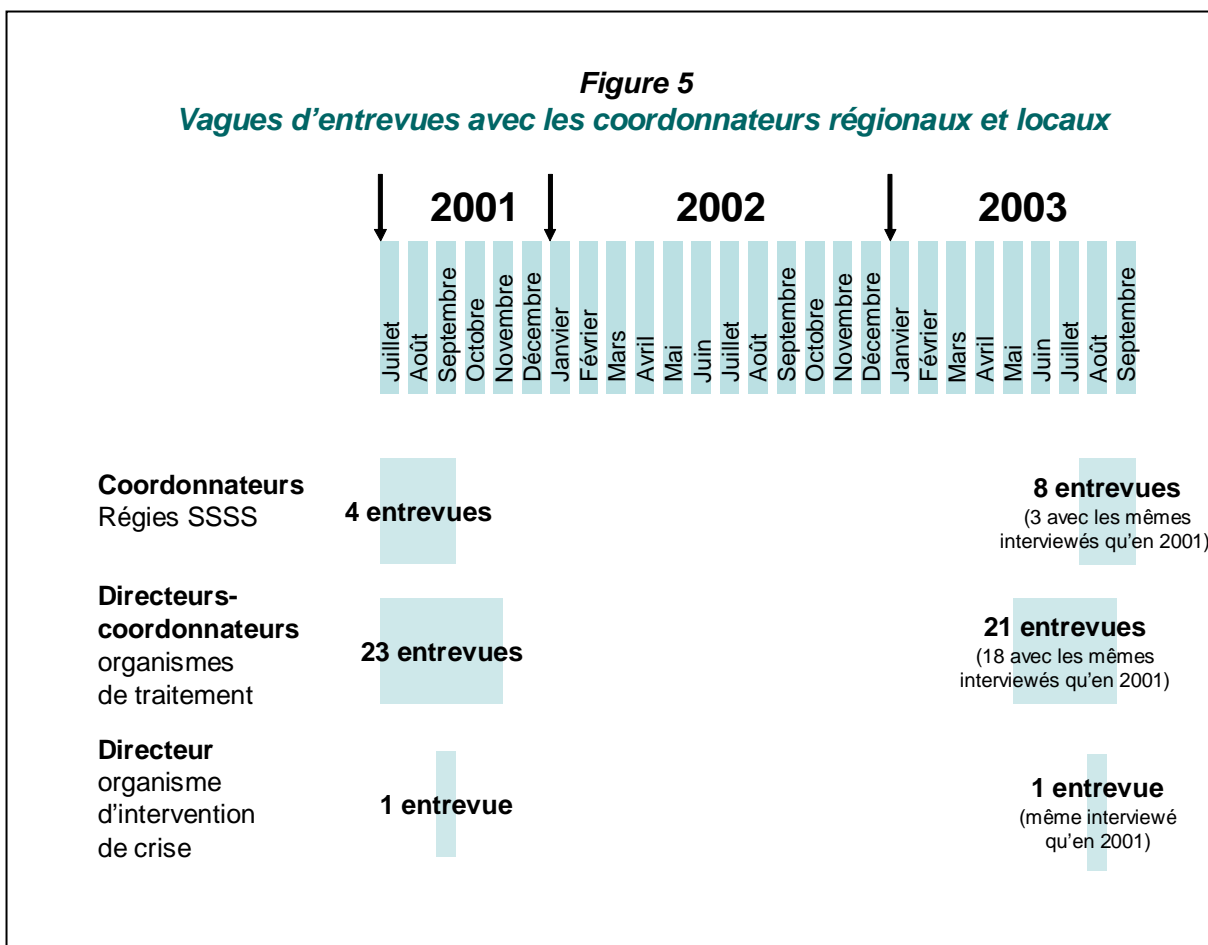 Figure 5
Vagues d'entrevues avec les coordonnateurs régionaux et locaux
2001
2002
2003
Juillet
Août
Septembre
Octobre
Novembre
Décembre
Janvier
Février
Mars
Avril
Mai
Juin
Juillet
Août
Septembre
Octobre
Novembre
Décembre
Janvier
Février
Mars
Avril
Mai
Juin
Juillet
Août
Septembre
Coordonnateurs
Régies SSSS
4 entrevues
8 entrevues
(3 avec les mêmes
interviewés qu'en 2001)
Directeurs-
coordonnateurs
organismes
de traitement
23 entrevues
21 entrevues
(18 avec les mêmes
interviewés qu'en 2001)
Directeur
organisme
d'intervention
de crise
1 entrevue
1 entrevue
(même interviewé
qu'en 2001)